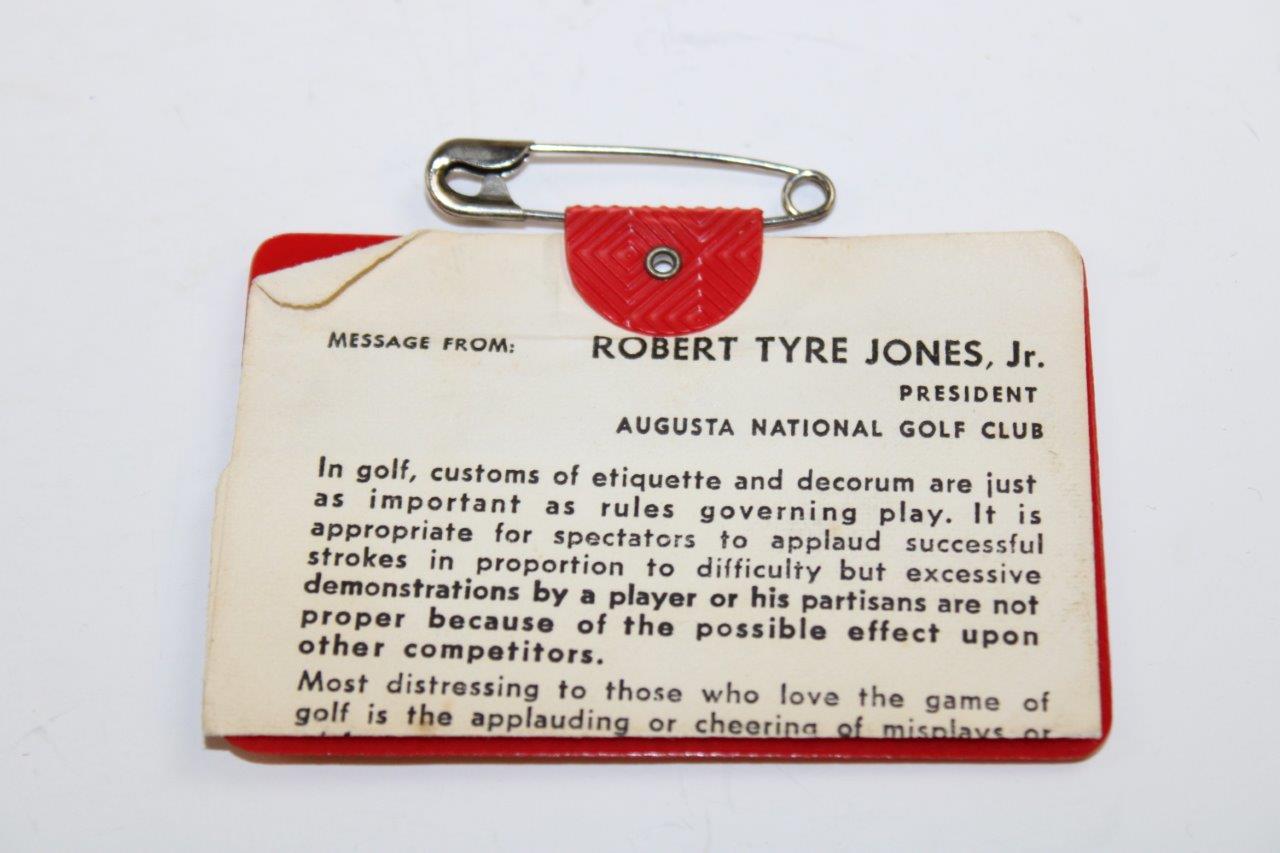 MESSAGE FROM: ROBERT TYRE JONES, Jr.
PRESIDENT
AUGUSTA NATIONAL GOLF CLUB
In golf, customs of etiquette and decorum are just
as important as rules governing play. It is
appropriate for spectators to applaud successful
strokes in proportion to difficulty but excessive
demonstrations by a player or his partisans are not
proper because of the possible effect upon
other competitors.
Most distressing to those who love the game of
golf is the applauding or cheering of misplays or